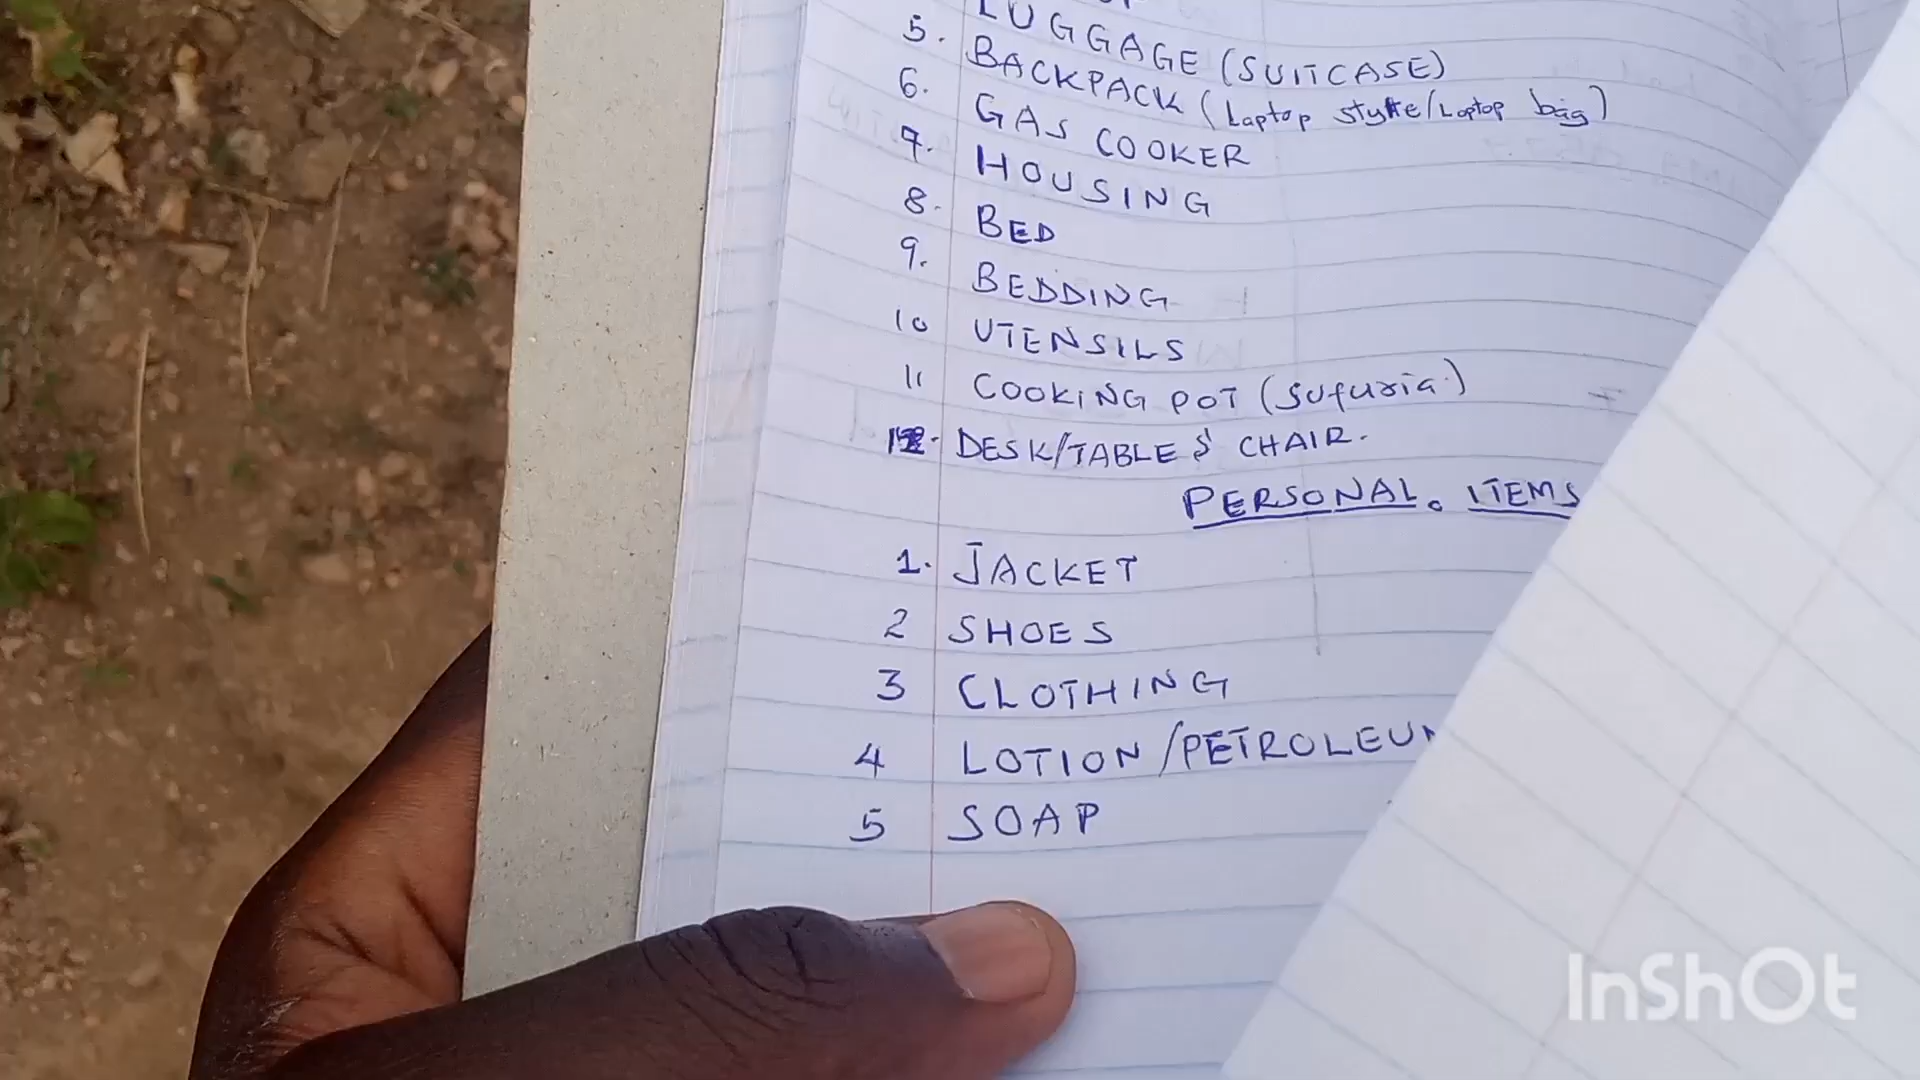 LUGGAGE (SUITCASE)
5. BACKPACK (Laptop style/Laptop bag)
6. GAS COOKER
7. HOUSING
8. BED
9. BEDDING
10 UTENSILS
11 COOKING POT (Sufuria)
12. DESK/TABLE & CHAIR.
PERSONAL. ITEMS
1. JACKET
2 SHOES
3 CLOTHING
4 LOTION/PETROLEUM
5 SOAP
InShOt